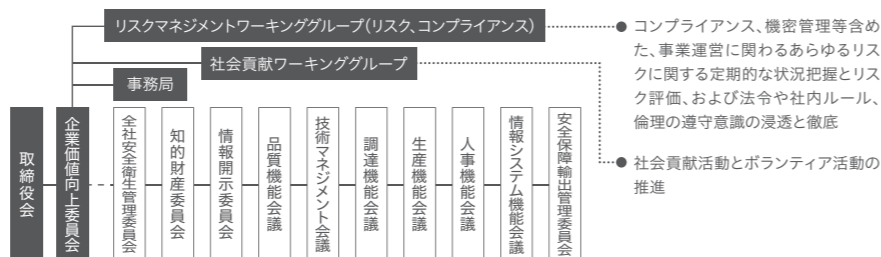 リスクマネジメントワーキンググループ（リスク、コンプライアンス）
社会貢献ワーキンググループ
事務局
取締役会
企業価値向上委員会
全社安全衛生管理委員会
知的財産委員会
情報開示委員会
品質機能会議
技術マネジメント会議
調達機能会議
生産機能会議
人事機能会議
情報システム機能会議
安全保障輸出管理委員会
● コンプライアンス、機密管理等含め
た、事業運営に関わるあらゆるリス
クに関する定期的な状況把握とリス
ク評価、および法令や社内ルール、
倫理の遵守意識の浸透と徹底
● 社会貢献活動とボランティア活動の
推進